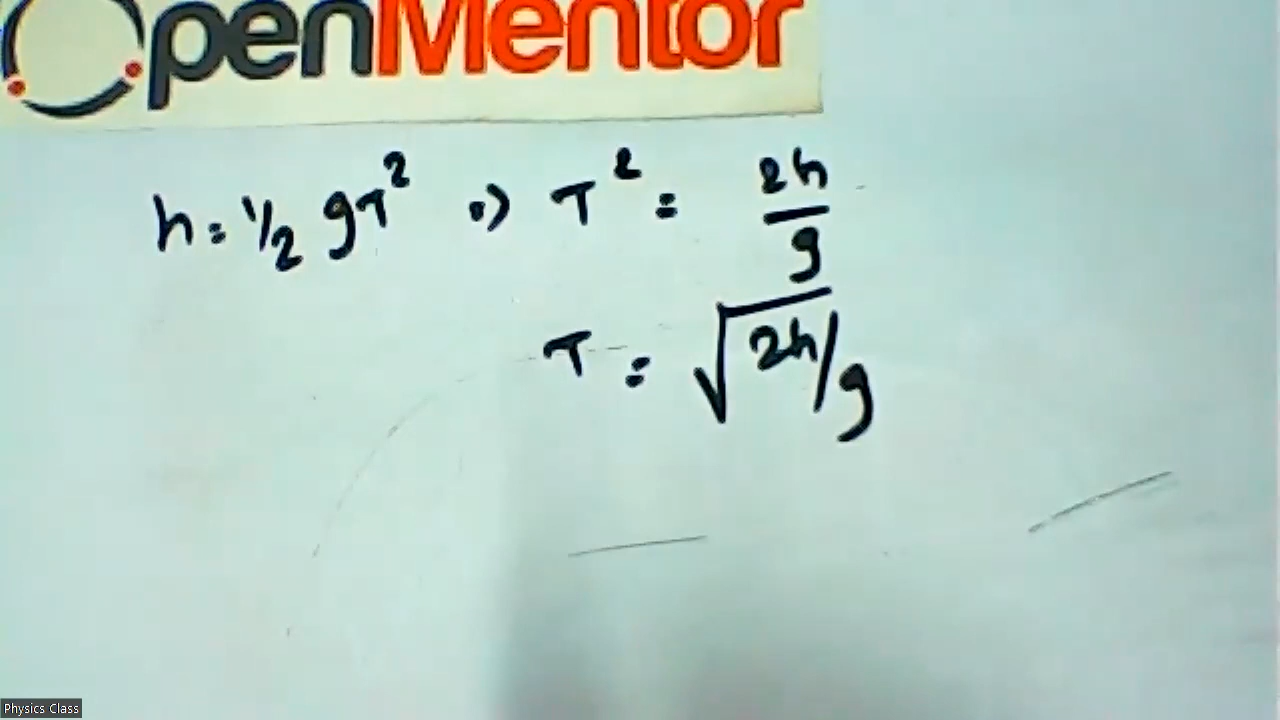 OpenMentor
h = 1/2 gT² ⇒ T² = 2h/g
T = √2h/g
Physics Class